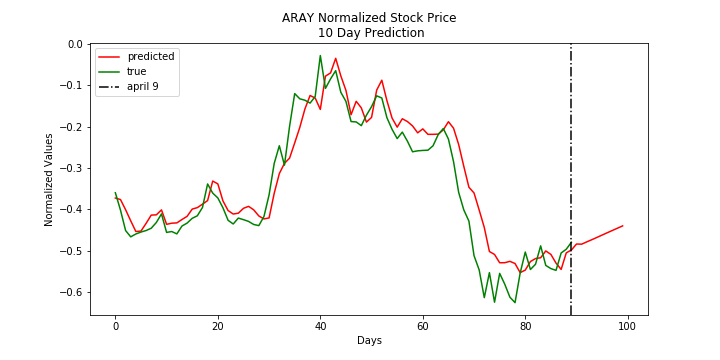 ARAY Normalized Stock Price
10 Day Prediction
predicted
true
april 9
Normalized Values
0.0
−0.1
−0.2
−0.3
−0.4
−0.5
−0.6
0 20 40 60 80 100
Days